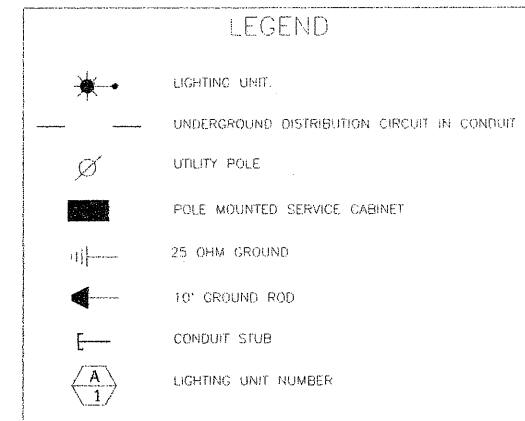 LEGEND
LIGHTING UNIT.
UNDERGROUND DISTRIBUTION CIRCUIT IN CONDUIT
UTILITY POLE
POLE MOUNTED SERVICE CABINET
25 OHM GROUND
10' GROUND ROD
CONDUIT STUB
A
1
LIGHTING UNIT NUMBER